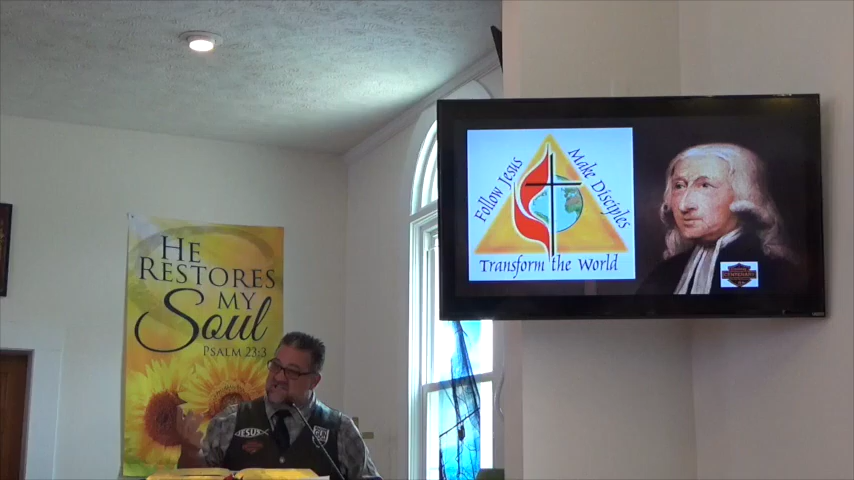 HE
RESTORES
MY
Soul
PSALM 23:3
Follow Jesus
Make Disciples
Transform the World
JESUS